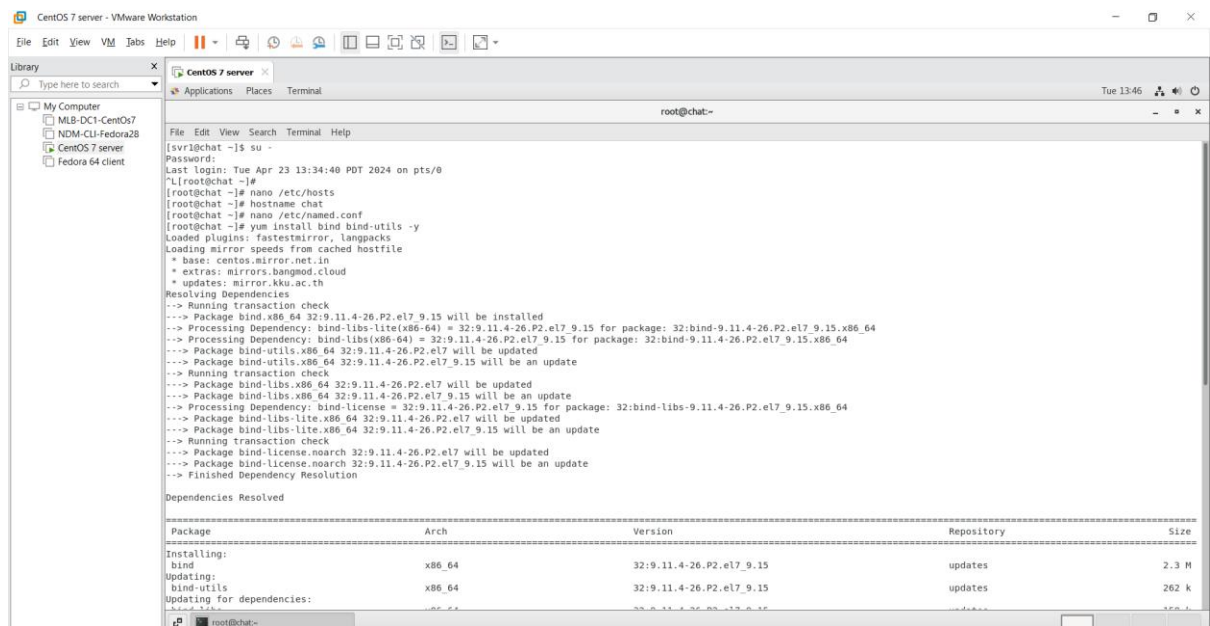 CentOS 7 server - VMware Workstation
File Edit View VM Tabs Help
Library
Type here to search
My Computer
MLB-DC1-CentOs7
NDM-CLI-Fedora28
CentOS 7 server
Fedora 64 client
CentOS 7 server
Applications Places Terminal Tue 13:46
root@chat:~
File Edit View Search Terminal Help
[svr1@chat ~]$ su -
Password:
Last login: Tue Apr 23 13:34:40 PDT 2024 on pts/0
^L[root@chat ~]#
[root@chat ~]# nano /etc/hosts
[root@chat ~]# hostname chat
[root@chat ~]# nano /etc/named.conf
[root@chat ~]# yum install bind bind-utils -y
Loaded plugins: fastestmirror, langpacks
Loading mirror speeds from cached hostfile
* base: centos.mirror.net.in
* extras: mirrors.bangmod.cloud
* updates: mirror.kku.ac.th
Resolving Dependencies
--> Running transaction check
---> Package bind.x86_64 32:9.11.4-26.P2.el7_9.15 will be installed
--> Processing Dependency: bind-libs-lite(x86-64) = 32:9.11.4-26.P2.el7_9.15 for package: 32:bind-9.11.4-26.P2.el7_9.15.x86_64
--> Processing Dependency: bind-libs(x86-64) = 32:9.11.4-26.P2.el7_9.15 for package: 32:bind-9.11.4-26.P2.el7_9.15.x86_64
---> Package bind-utils.x86_64 32:9.11.4-26.P2.el7 will be updated
---> Package bind-utils.x86_64 32:9.11.4-26.P2.el7_9.15 will be an update
--> Running transaction check
---> Package bind-libs.x86_64 32:9.11.4-26.P2.el7 will be updated
---> Package bind-libs.x86_64 32:9.11.4-26.P2.el7_9.15 will be an update
--> Processing Dependency: bind-license = 32:9.11.4-26.P2.el7_9.15 for package: 32:bind-libs-9.11.4-26.P2.el7_9.15.x86_64
---> Package bind-libs-lite.x86_64 32:9.11.4-26.P2.el7 will be updated
---> Package bind-libs-lite.x86_64 32:9.11.4-26.P2.el7_9.15 will be an update
--> Running transaction check
---> Package bind-license.noarch 32:9.11.4-26.P2.el7 will be updated
---> Package bind-license.noarch 32:9.11.4-26.P2.el7_9.15 will be an update
--> Finished Dependency Resolution
Dependencies Resolved
Package Arch Version Repository Size
Installing:
bind x86_64 32:9.11.4-26.P2.el7_9.15 updates 2.3 M
Updating:
bind-utils x86_64 32:9.11.4-26.P2.el7_9.15 updates 262 k
Updating for dependencies:
root@chat:~